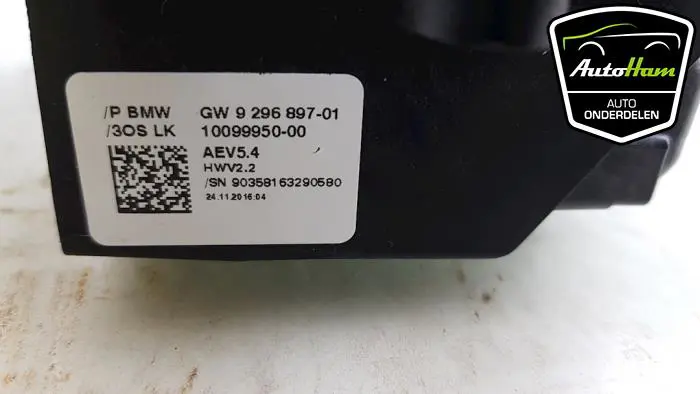 /P BMW GW 9 296 897-01
/3OS LK 10099950-00
AEV5.4
HWV2.2
/SN 90358163290580
24.11.2016:04
AutoHam
AUTO
ONDERDELEN